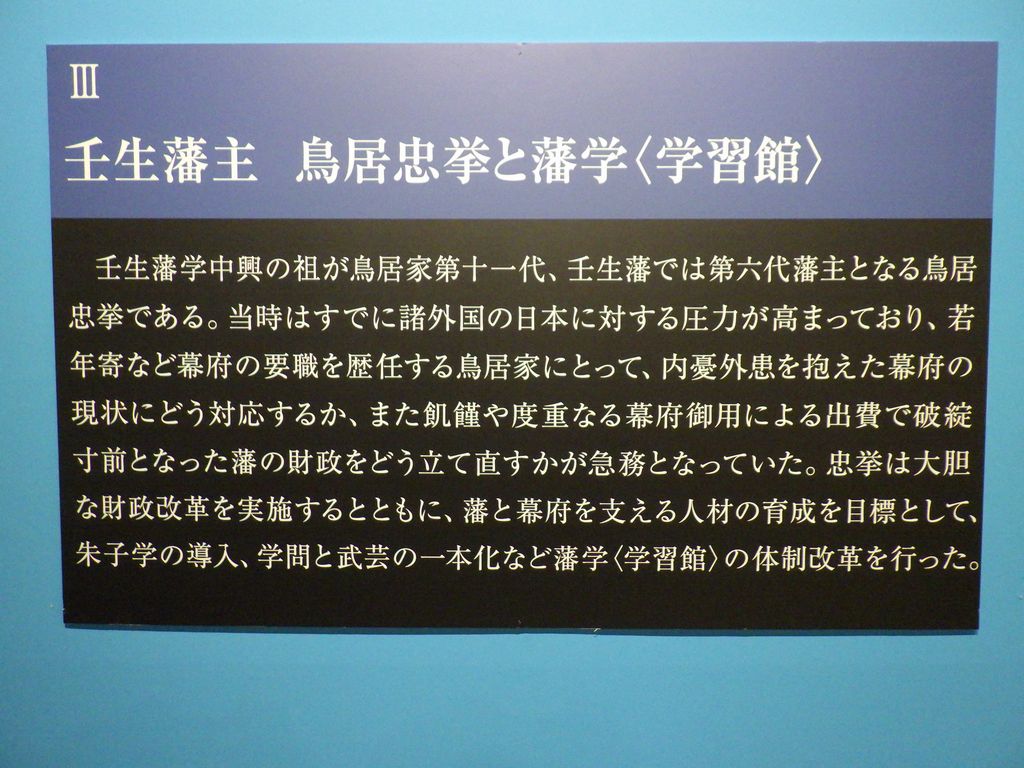 Ⅲ
壬生藩主　鳥居忠挙と藩学〈学習館〉
壬生藩学中興の祖が鳥居家第十一代、壬生藩では第六代藩主となる鳥居
忠挙である。当時はすでに諸外国の日本に対する圧力が高まっており、若
年寄など幕府の要職を歴任する鳥居家にとって、内憂外患を抱えた幕府の
現状にどう対応するか、また飢饉や度重なる幕府御用による出費で破綻
寸前となった藩の財政をどう立て直すかが急務となっていた。忠挙は大胆
な財政改革を実施するとともに、藩と幕府を支える人材の育成を目標として、
朱子学の導入、学問と武芸の一本化など藩学〈学習館〉の体制改革を行った。